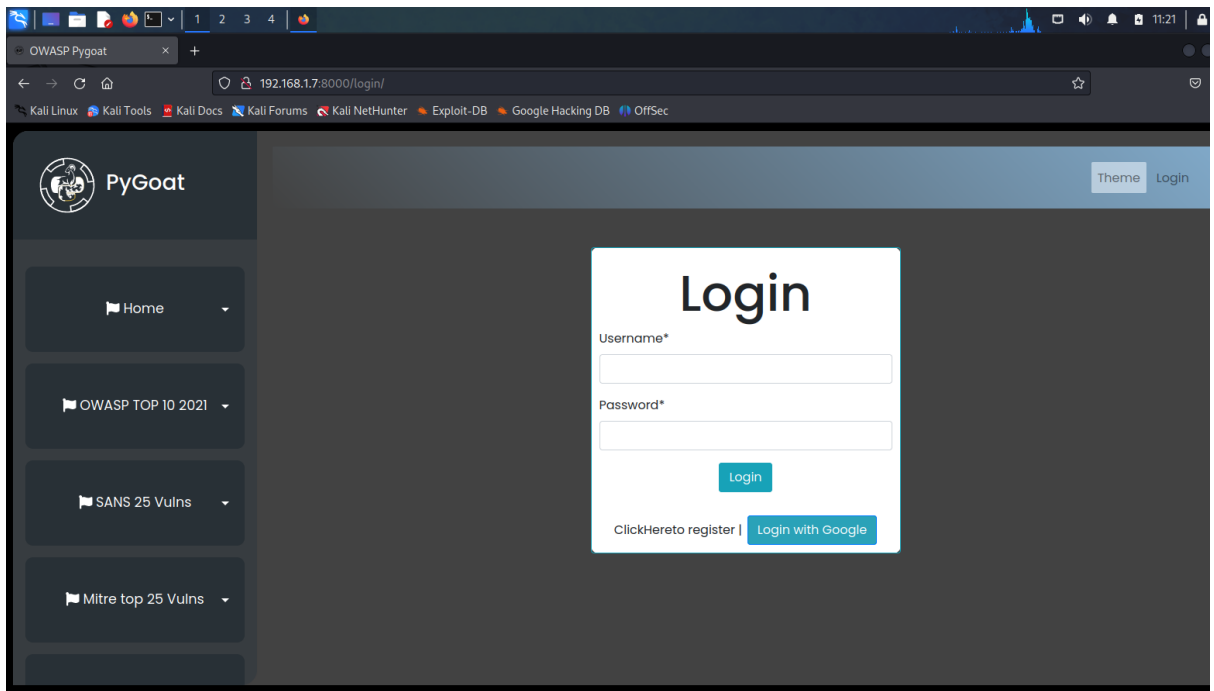 1 2 3 4 11:21
OWASP Pygoat × +
192.168.1.7:8000/login/
Kali Linux Kali Tools Kali Docs Kali Forums Kali NetHunter Exploit-DB Google Hacking DB OffSec
PyGoat
Theme Login
Home
OWASP TOP 10 2021
SANS 25 Vulns
Mitre top 25 Vulns
Login
Username*
Password*
Login
ClickHereto register | Login with Google